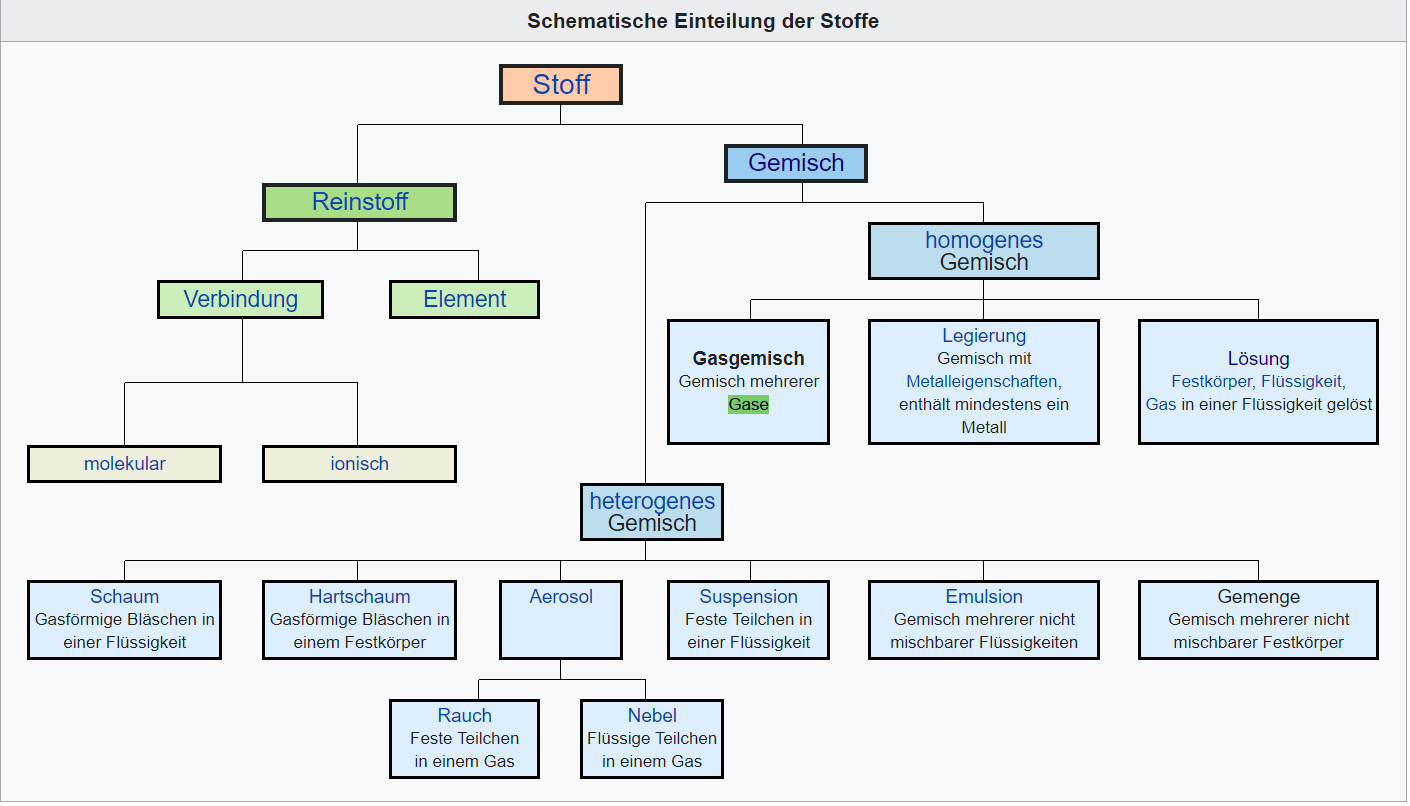 Schematische Einteilung der Stoffe
Stoff
Gemisch
Reinstoff
homogenes
Gemisch
Verbindung
Element
Gasgemisch
Gemisch mehrerer
Gase
Legierung
Gemisch mit
Metalleigenschaften,
enthält mindestens ein
Metall
Lösung
Festkörper, Flüssigkeit,
Gas in einer Flüssigkeit gelöst
molekular
ionisch
heterogenes
Gemisch
Schaum
Gasförmige Bläschen in
einer Flüssigkeit
Hartschaum
Gasförmige Bläschen in
einem Festkörper
Aerosol
Suspension
Feste Teilchen in
einer Flüssigkeit
Emulsion
Gemisch mehrerer nicht
mischbarer Flüssigkeiten
Gemenge
Gemisch mehrerer nicht
mischbarer Festkörper
Rauch
Feste Teilchen
in einem Gas
Nebel
Flüssige Teilchen
in einem Gas